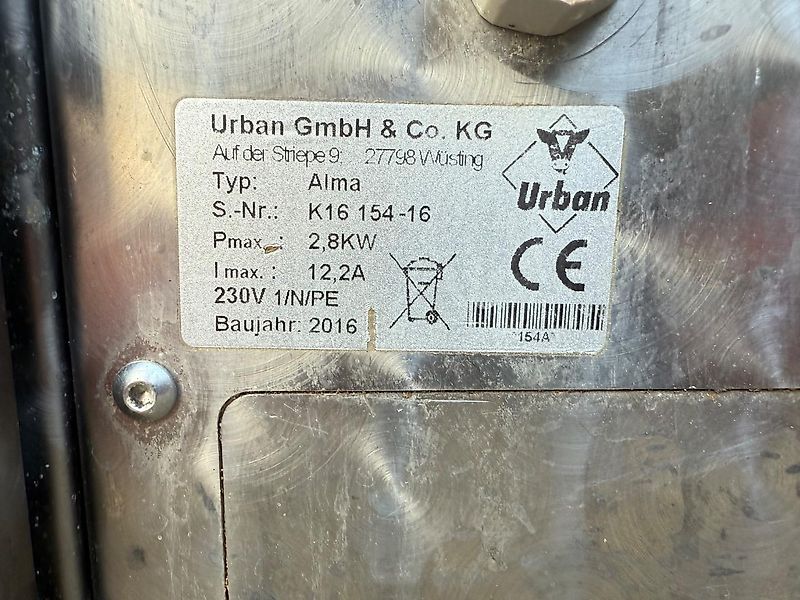 Urban GmbH & Co. KG
Auf der Striepe 9; 27798 Wüsting
Typ: Alma
S.-Nr.: K16 154-16
Pmax. : 2,8KW
I max. : 12,2A
230V 1/N/PE
Baujahr: 2016
Urban
CE
154A